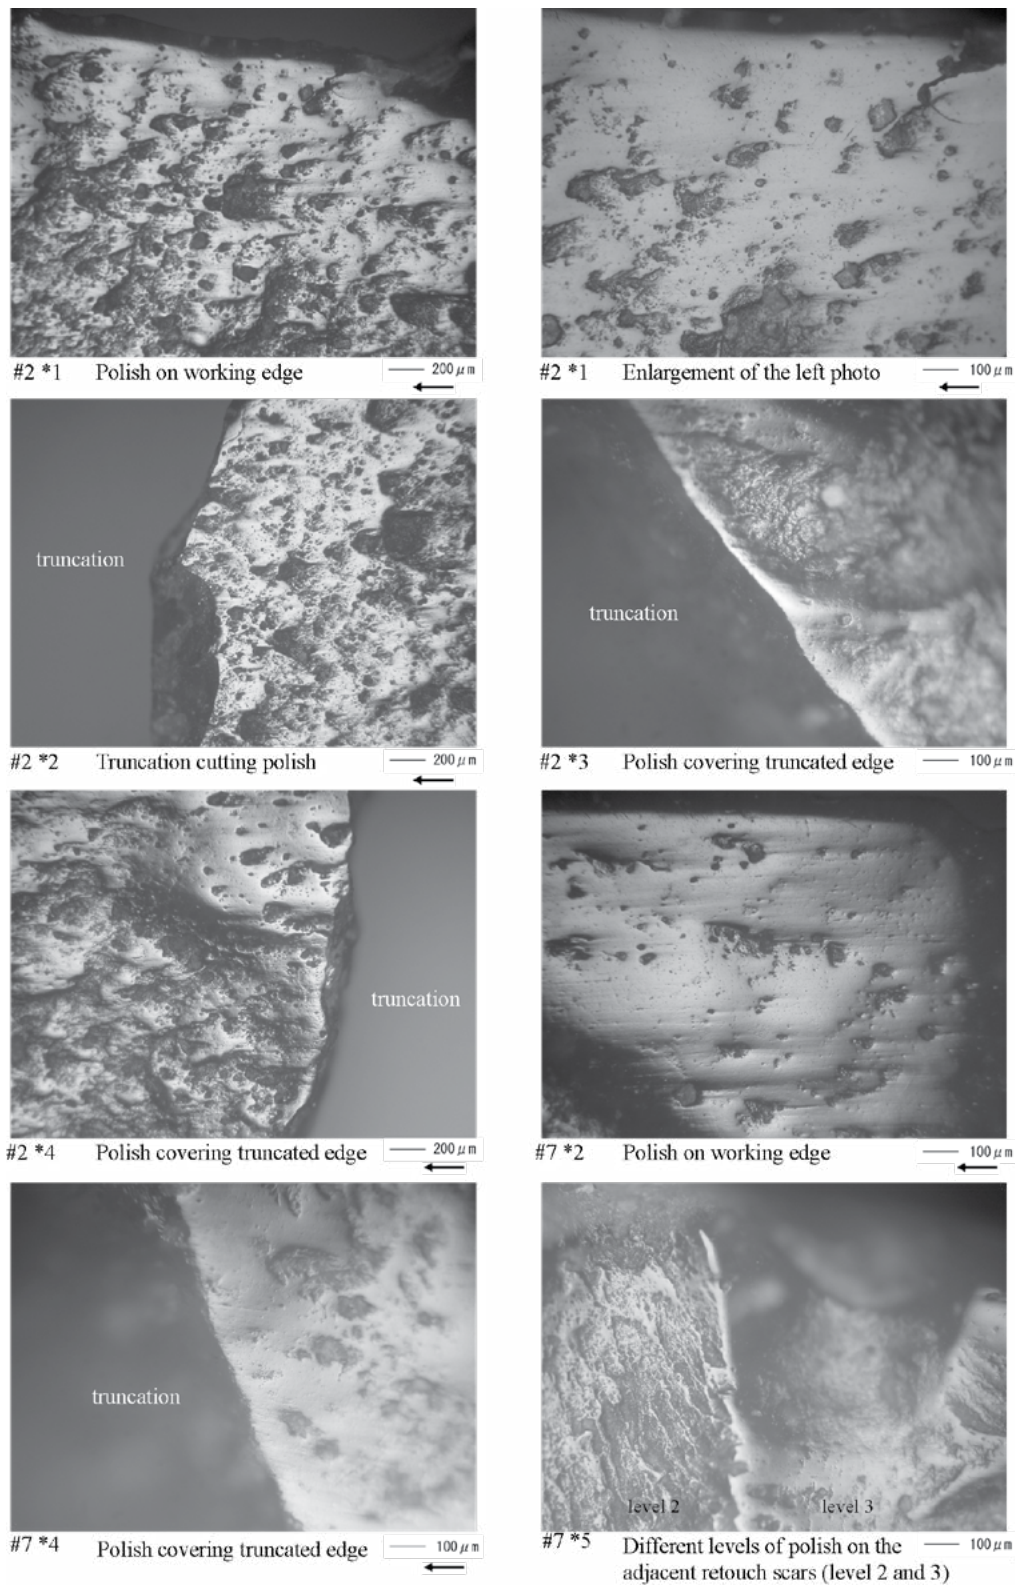 #2 *1 Polish on working edge 200 μm
#2 *1 Enlargement of the left photo 100 μm
truncation
#2 *2 Truncation cutting polish 200 μm
truncation
#2 *3 Polish covering truncated edge 100 μm
truncation
#2 *4 Polish covering truncated edge 200 μm
#7 *2 Polish on working edge 100 μm
truncation
#7 *4 Polish covering truncated edge 100 μm
level 2 level 3
#7 *5 Different levels of polish on the 100 μm
adjacent retouch scars (level 2 and 3)